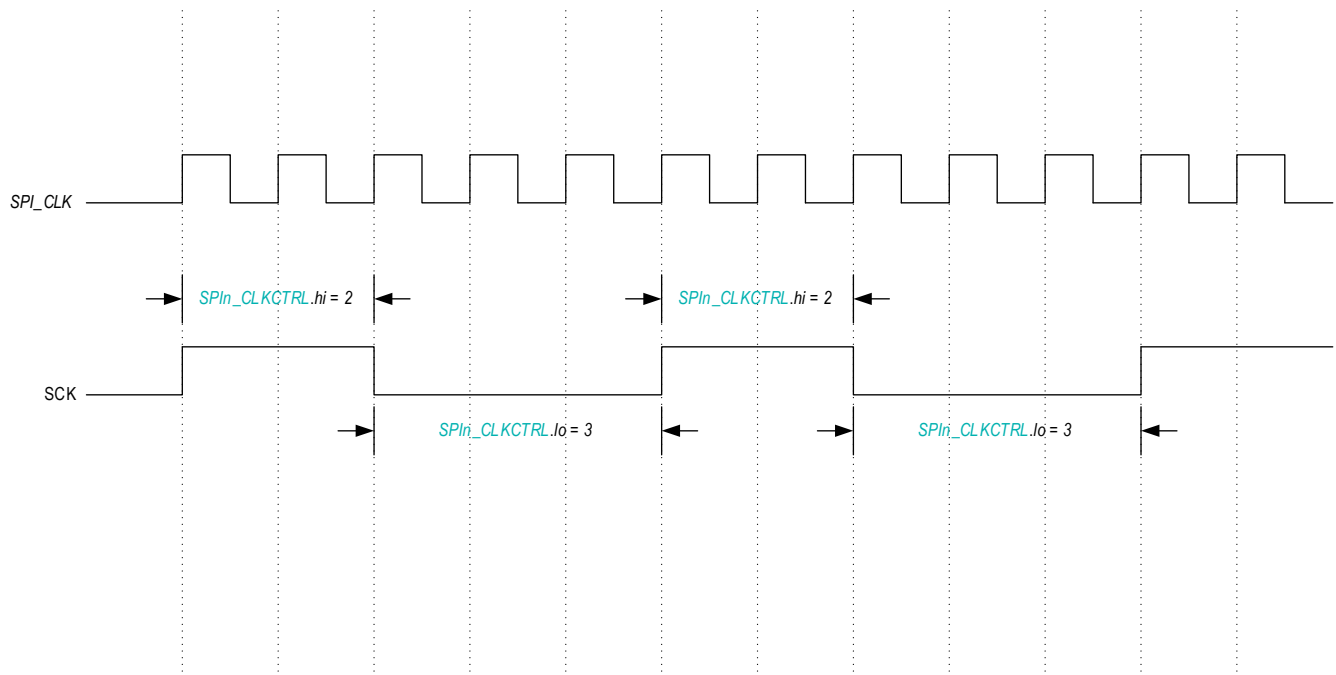 SPI_CLK
SPIn_CLKCTRL.hi = 2
SPIn_CLKCTRL.hi = 2
SCK
SPIn_CLKCTRL.lo = 3
SPIn_CLKCTRL.lo = 3